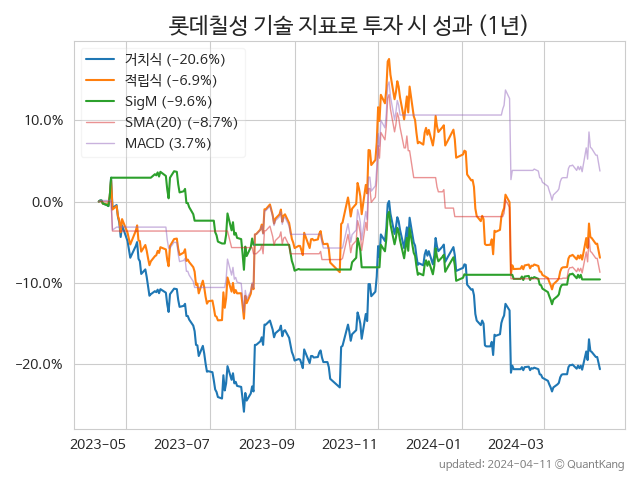 롯데칠성 기술 지표로 투자 시 성과 (1년)
거치식 (−20.6%)
적립식 (−6.9%)
SigM (−9.6%)
SMA(20) (−8.7%)
MACD (3.7%)
10.0%
0.0%
−10.0%
−20.0%
2023-05 2023-07 2023-09 2023-11 2024-01 2024-03
updated: 2024-04-11 © QuantKang